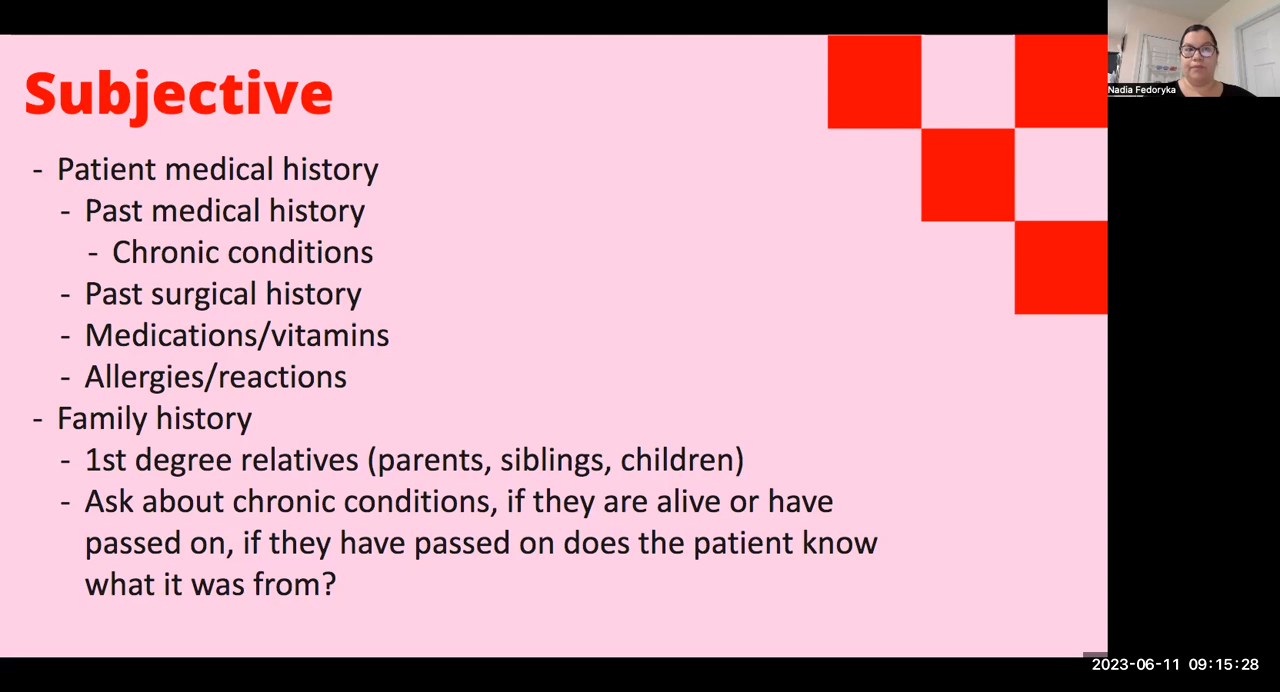 Subjective
- Patient medical history
- Past medical history
- Chronic conditions
- Past surgical history
- Medications/vitamins
- Allergies/reactions
- Family history
- 1st degree relatives (parents, siblings, children)
- Ask about chronic conditions, if they are alive or have
passed on, if they have passed on does the patient know
what it was from?
Nadia Fedoryka
2023-06-11 09:15:28